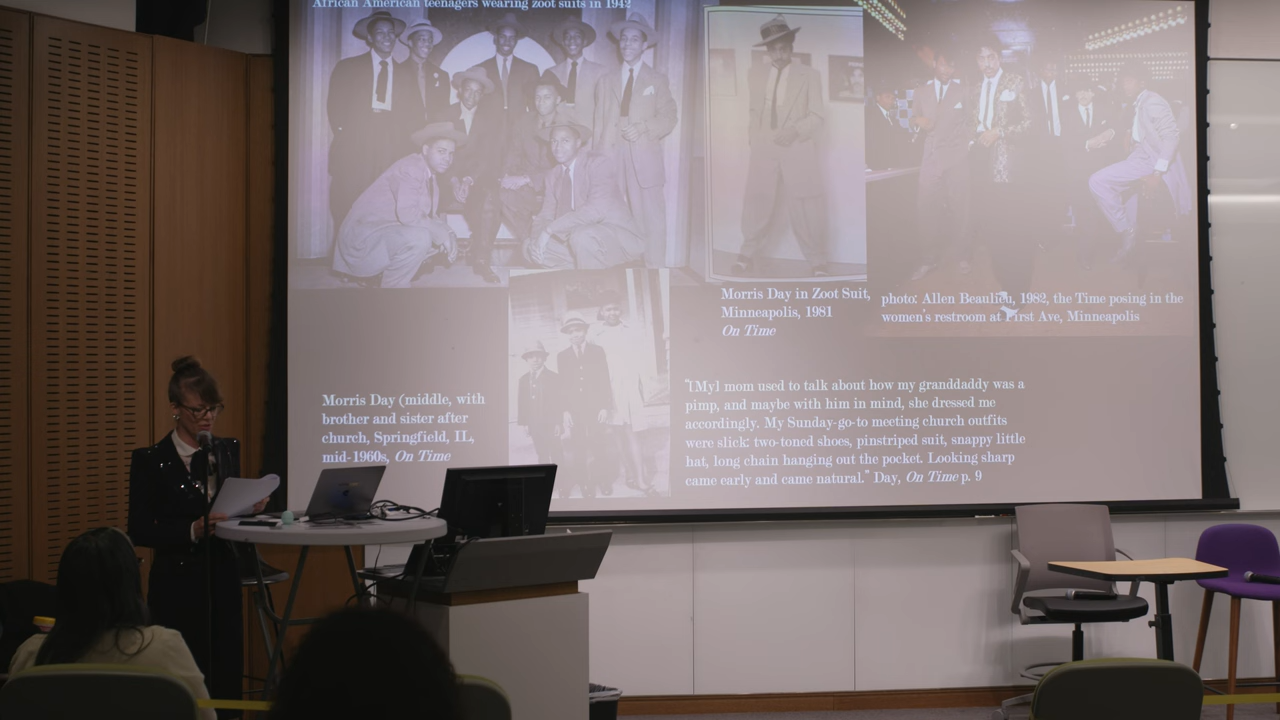 African American teenagers wearing zoot suits in 1942
Morris Day in Zoot Suit,
Minneapolis, 1981
On Time
photo: Allen Beaulieu, 1982, the Time posing in the
women's restroom at First Ave, Minneapolis
Morris Day (middle, with
brother and sister after
church, Springfield, IL,
mid-1960s, On Time
"[My] mom used to talk about how my granddaddy was a
pimp, and maybe with him in mind, she dressed me
accordingly. My Sunday-go-to meeting church outfits
were slick: two-toned shoes, pinstriped suit, snappy little
hat, long chain hanging out the pocket. Looking sharp
came early and came natural." Day, On Time p. 9